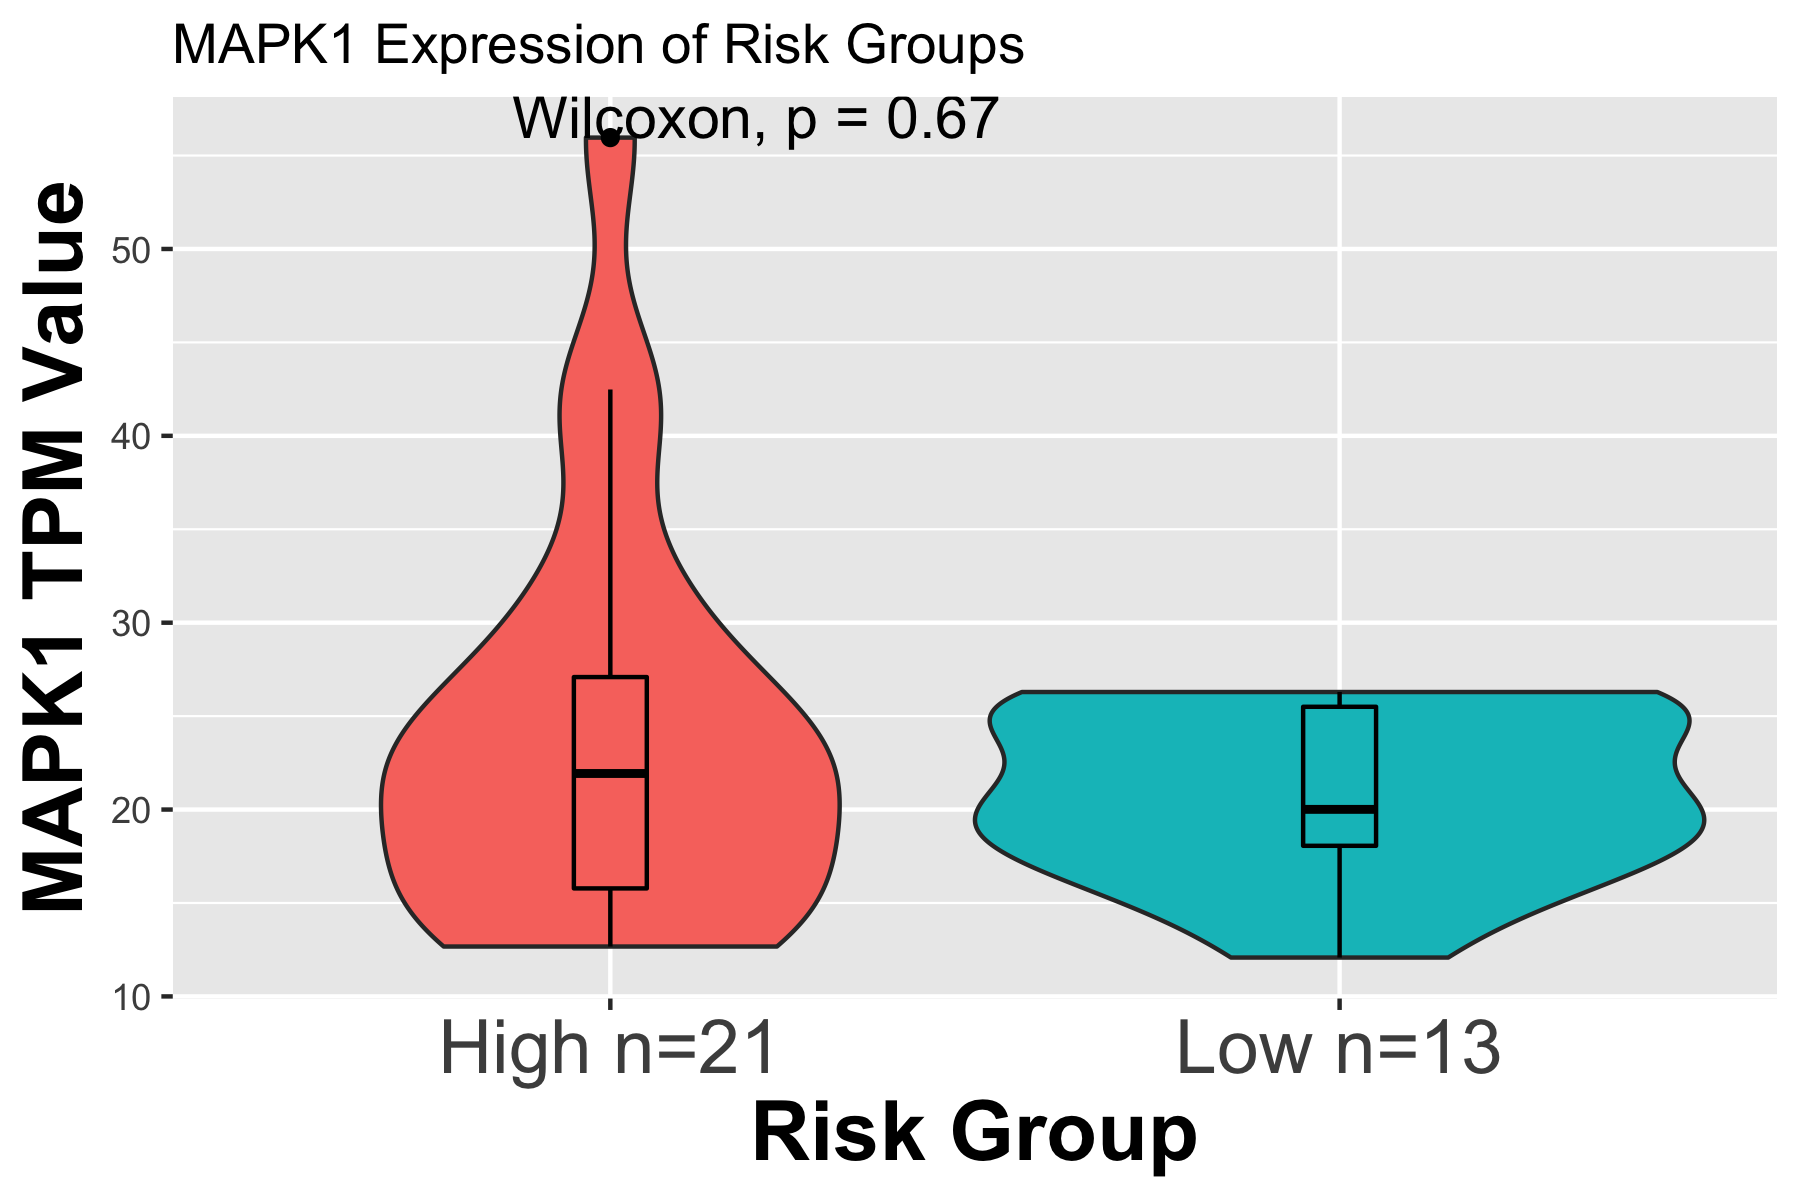 MAPK1 Expression of Risk Groups
Wilcoxon, p = 0.67
MAPK1 TPM Value
50
40
30
20
10
High n=21
Low n=13
Risk Group